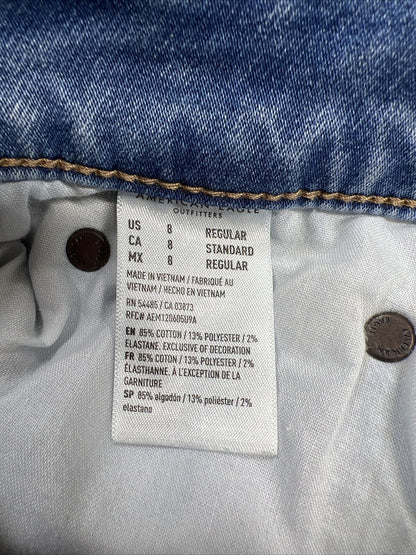 AMERICAN EAGLE
OUTFITTERS
US 8 REGULAR
CA 8 STANDARD
MX 8 REGULAR
MADE IN VIETNAM / FABRIQUÉ AU
VIETNAM / HECHO EN VIETNAM
RN 54485 / CA 03873
RFC# AEM120605U9A
EN 85% COTTON / 13% POLYESTER / 2%
ELASTANE. EXCLUSIVE OF DECORATION
FR 85% COTON / 13% POLYESTER / 2%
ÉLASTHANNE. À L'EXCEPTION DE LA
GARNITURE
SP 85% algodón / 13% poliéster / 2%
elastano